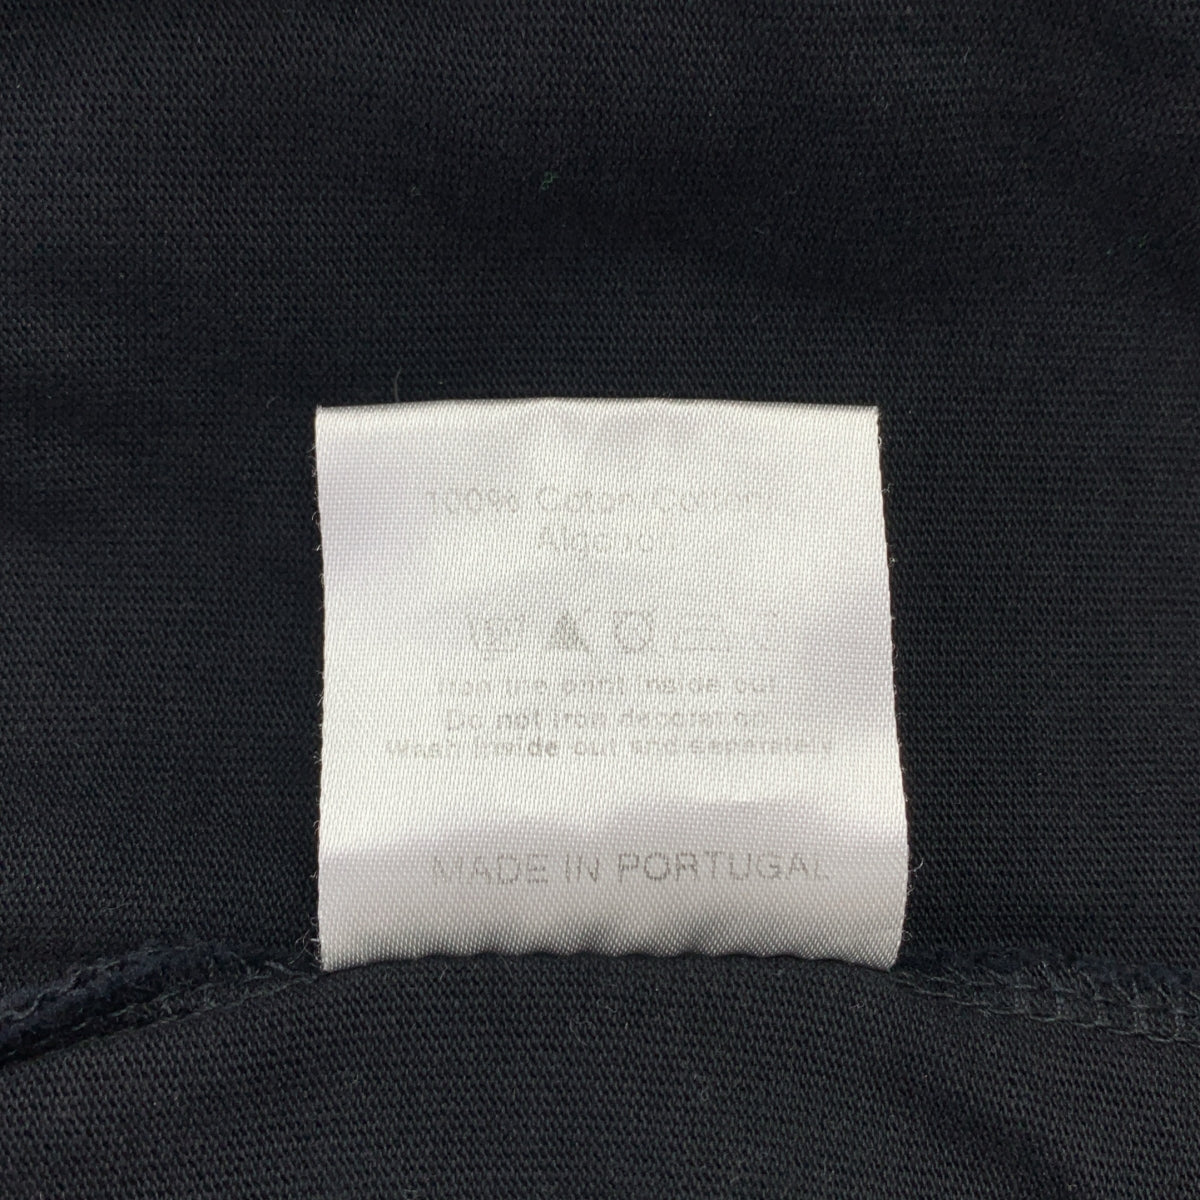 100% Coton/Cotton/
Algodon
Iron the print inside out
Do not iron decoration
Wash inside out and separately
MADE IN PORTUGAL